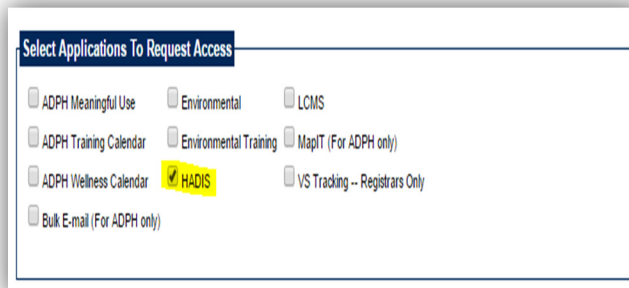 Select Applications To Request Access
ADPH Meaningful Use Environmental LCMS
ADPH Training Calendar Environmental Training MapIT (For ADPH only)
ADPH Wellness Calendar HADIS VS Tracking -- Registrars Only
Bulk E-mail (For ADPH only)